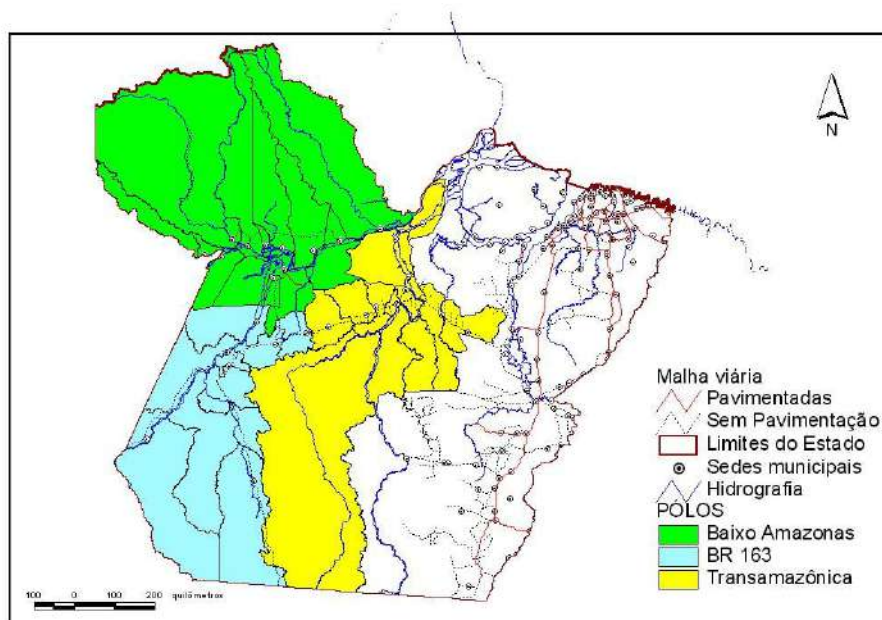 N
Malha viária
Pavimentadas
Sem Pavimentação
Limites do Estado
Sedes municipais
Hidrografia
PÓLOS
Baixo Amazonas
BR 163
Transamazônica
100 0 100 200 quilômetros